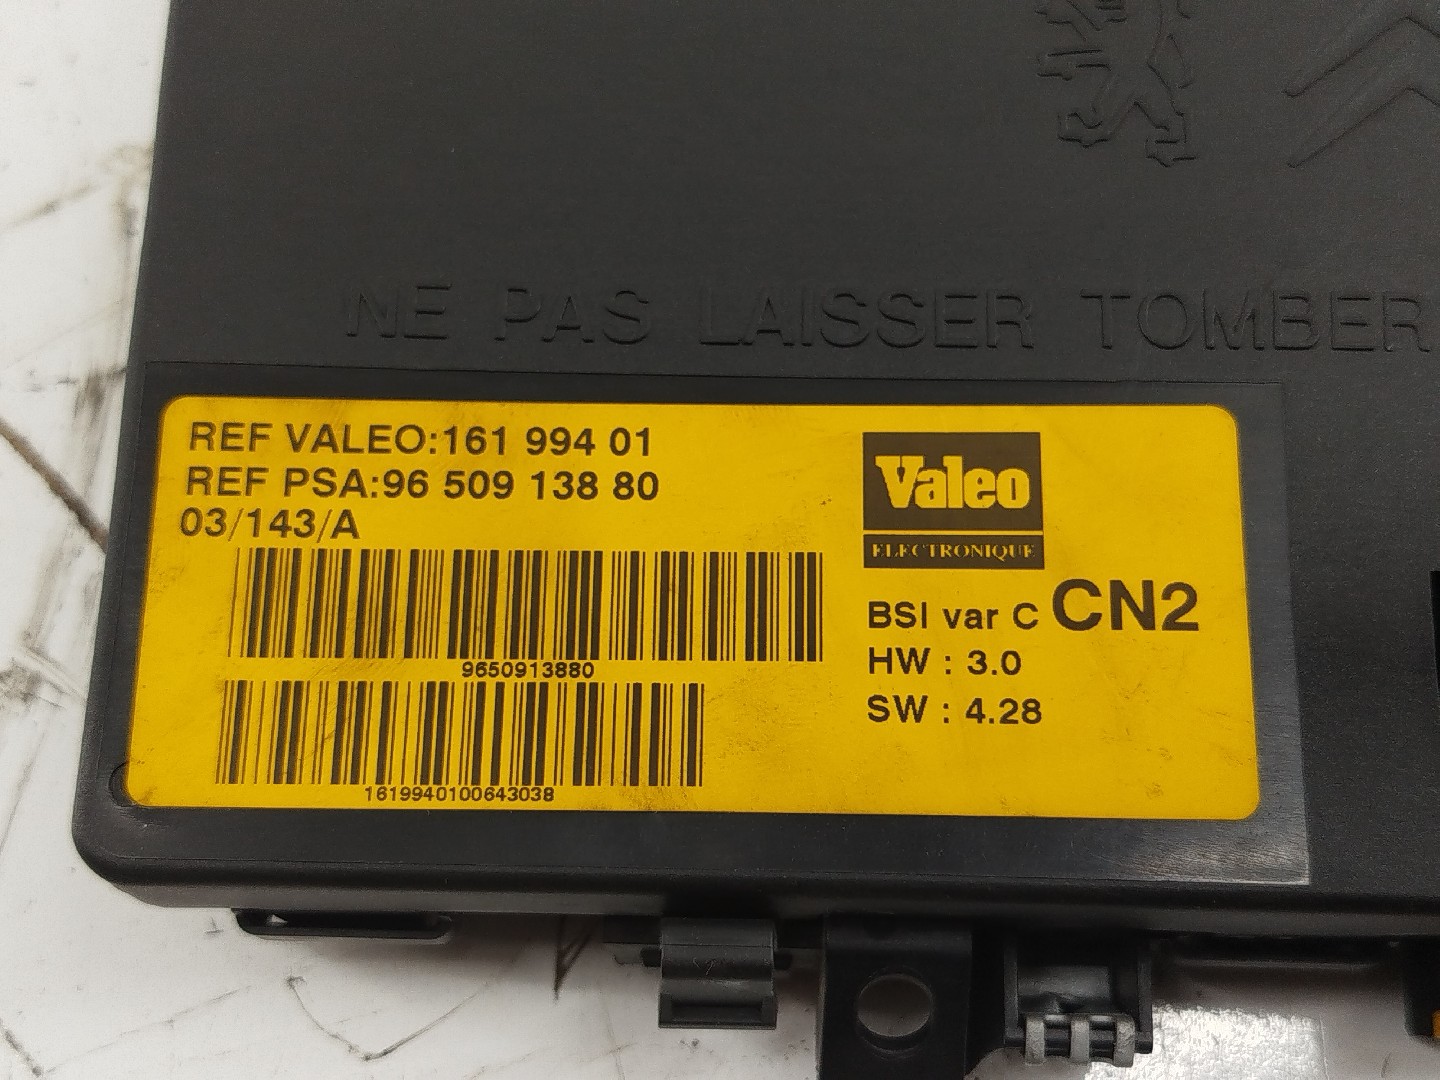 NE PAS LAISSER TOMBER
REF VALEO:161 994 01
REF PSA:96 509 138 80
03/143/A
9650913880
1619940100643038
Valeo
ELECTRONIQUE
BSI var C CN2
HW : 3.0
SW : 4.28